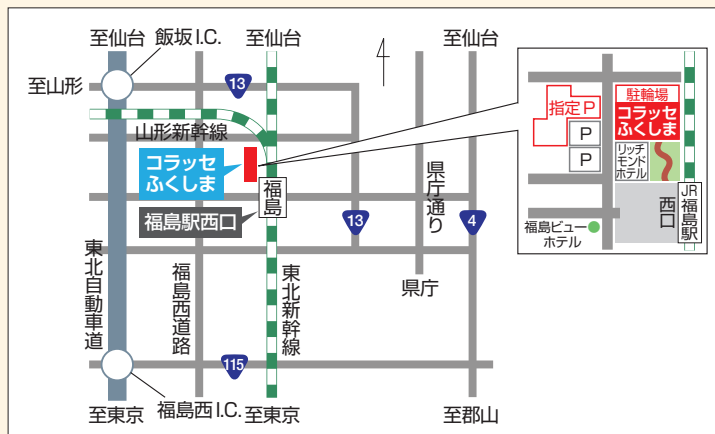 至仙台
飯坂I.C.
至仙台
至仙台
至山形
13
山形新幹線
コラッセ
ふくしま
福島
福島駅西口
13
県庁通り
4
東北自動車道
福島西道路
東北新幹線
県庁
115
至東京
福島西I.C.
至東京
至郡山
指定P
P
P
駐輪場
コラッセ
ふくしま
リッチ
モンド
ホテル
西口
JR
福島駅
福島ビュー
ホテル